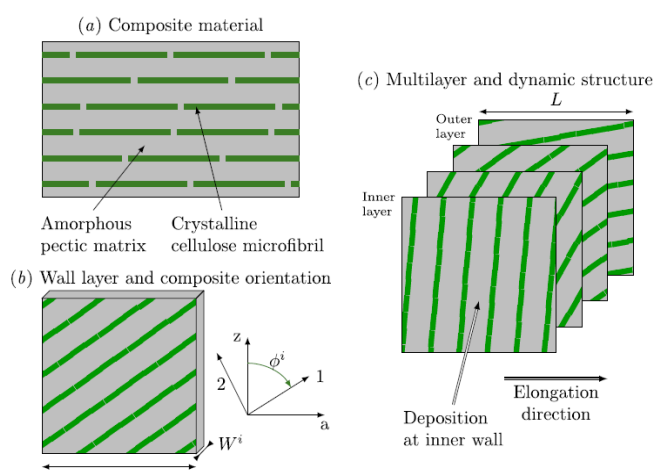 (a) Composite material
Amorphous
pectic matrix
Crystalline
cellulose microfibril
(b) Wall layer and composite orientation
z
ϕ^i
1
2
a
W^i
(c) Multilayer and dynamic structure
L
Outer
layer
Inner
layer
Deposition
at inner wall
Elongation
direction